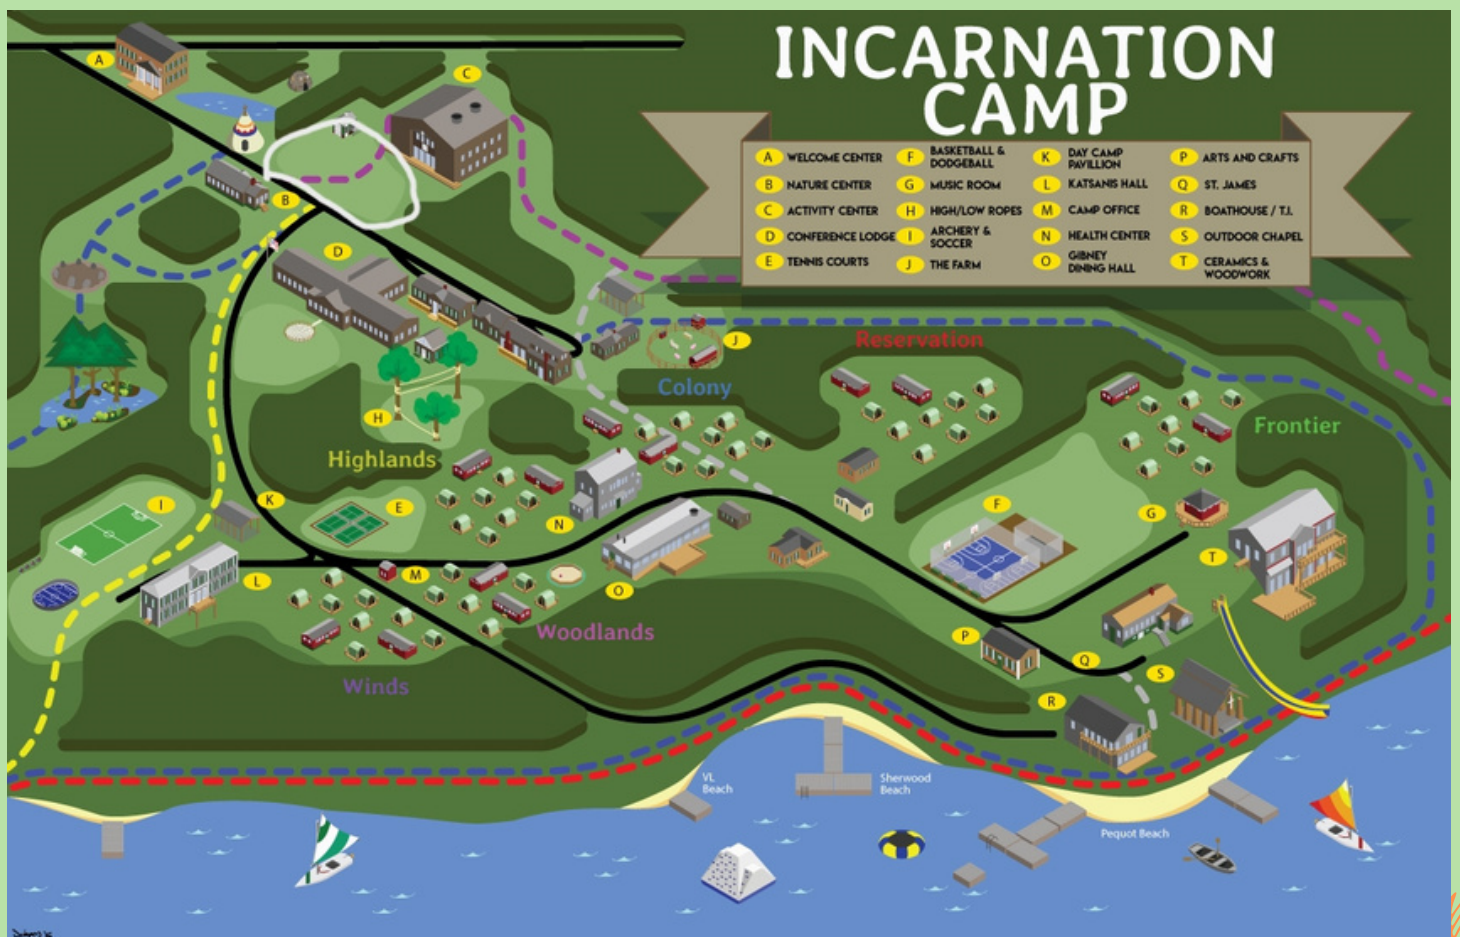 INCARNATION
CAMP
A WELCOME CENTER
B NATURE CENTER
C ACTIVITY CENTER
D CONFERENCE LODGE
E TENNIS COURTS
F BASKETBALL &
DODGEBALL
G MUSIC ROOM
H HIGH/LOW ROPES
I ARCHERY &
SOCCER
J THE FARM
K DAY CAMP
PAVILLION
L KATSANIS HALL
M CAMP OFFICE
N HEALTH CENTER
O GIBNEY
DINING HALL
P ARTS AND CRAFTS
Q ST. JAMES
R BOATHOUSE / T.I.
S OUTDOOR CHAPEL
T CERAMICS &
WOODWORK
A
C
B
D
J
Reservation
Colony
H
Frontier
Highlands
I
K
E
N
F
G
T
L
M
O
Woodlands
P
Q
S
Winds
R
VL
Beach
Sherwood
Beach
Pequot Beach